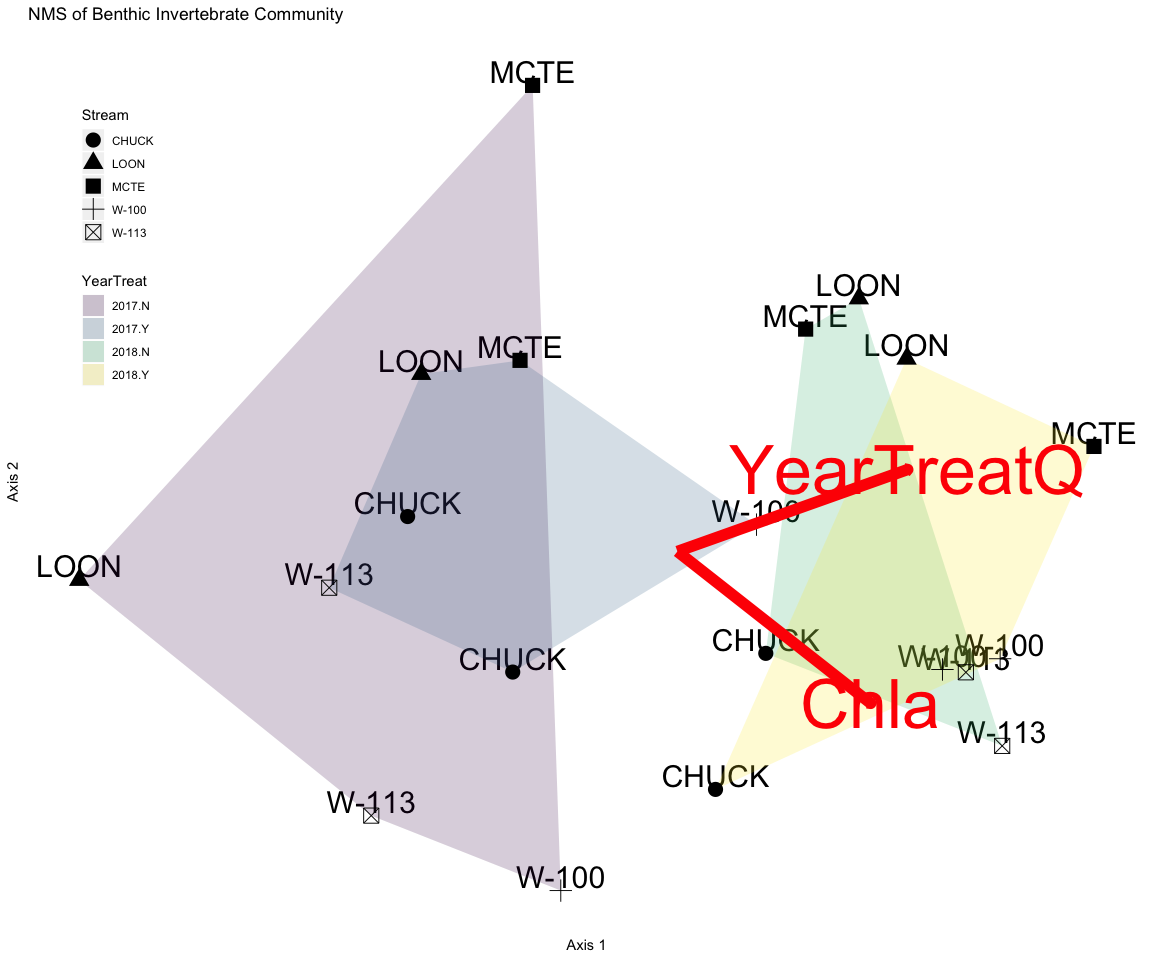 NMS of Benthic Invertebrate Community
MCTE
Stream
CHUCK
LOON
MCTE
W-100
W-113
YearTreat
2017.N
2017.Y
2018.N
2018.Y
LOON
MCTE
LOON
MCTE
LOON
MCTE
YearTreatQ
Axis 2
CHUCK
W-100
LOON
W-113
CHUCK
W-100
W-100
W-113
CHUCK
Chla
W-113
CHUCK
W-113
W-100
Axis 1